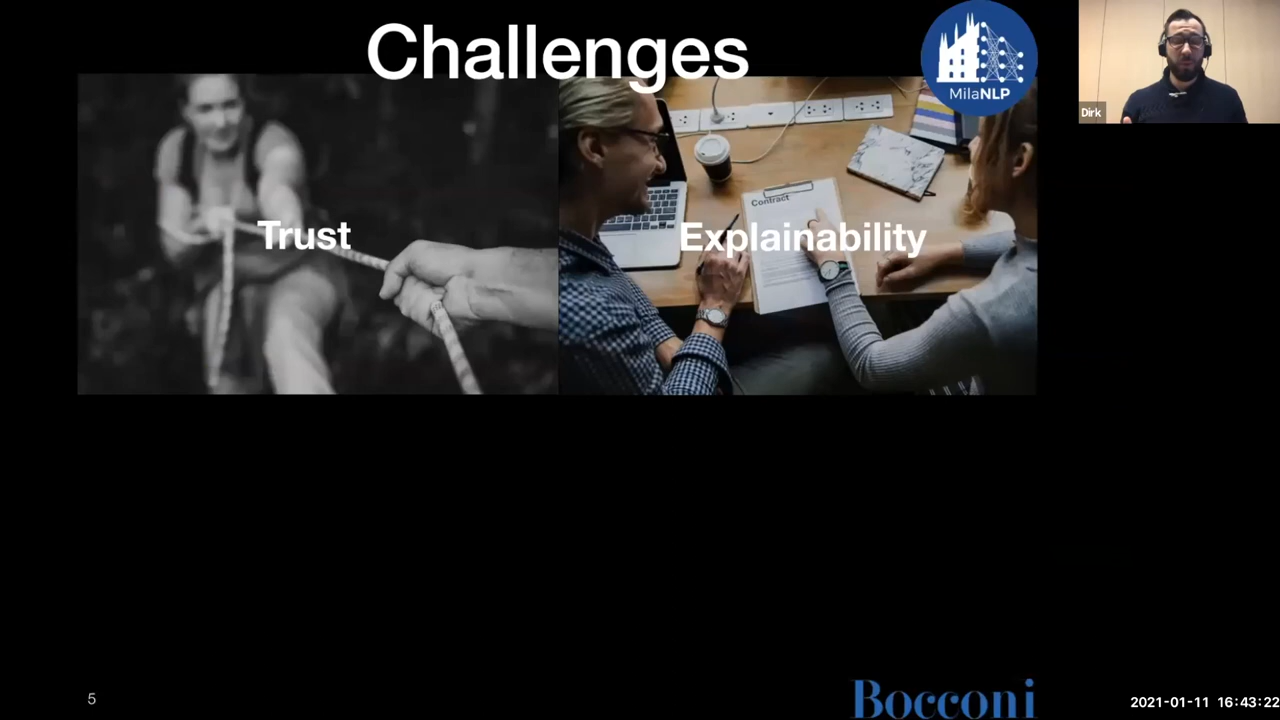 Challenges
MilaNLP
Dirk
Contract
Trust
Explainability
5
Bocconi
2021-01-11 16:43:22